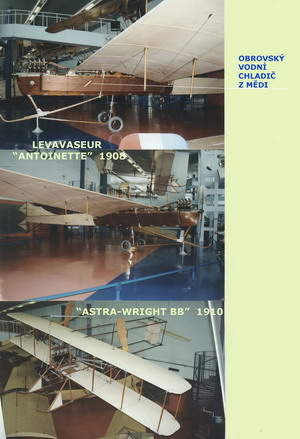 OBROVSKÝ
VODNÍ
CHLADIČ
Z MĚDI
LEVAVASEUR
"ANTOINETTE" 1908
"ASTRA-WRIGHT BB" 1910